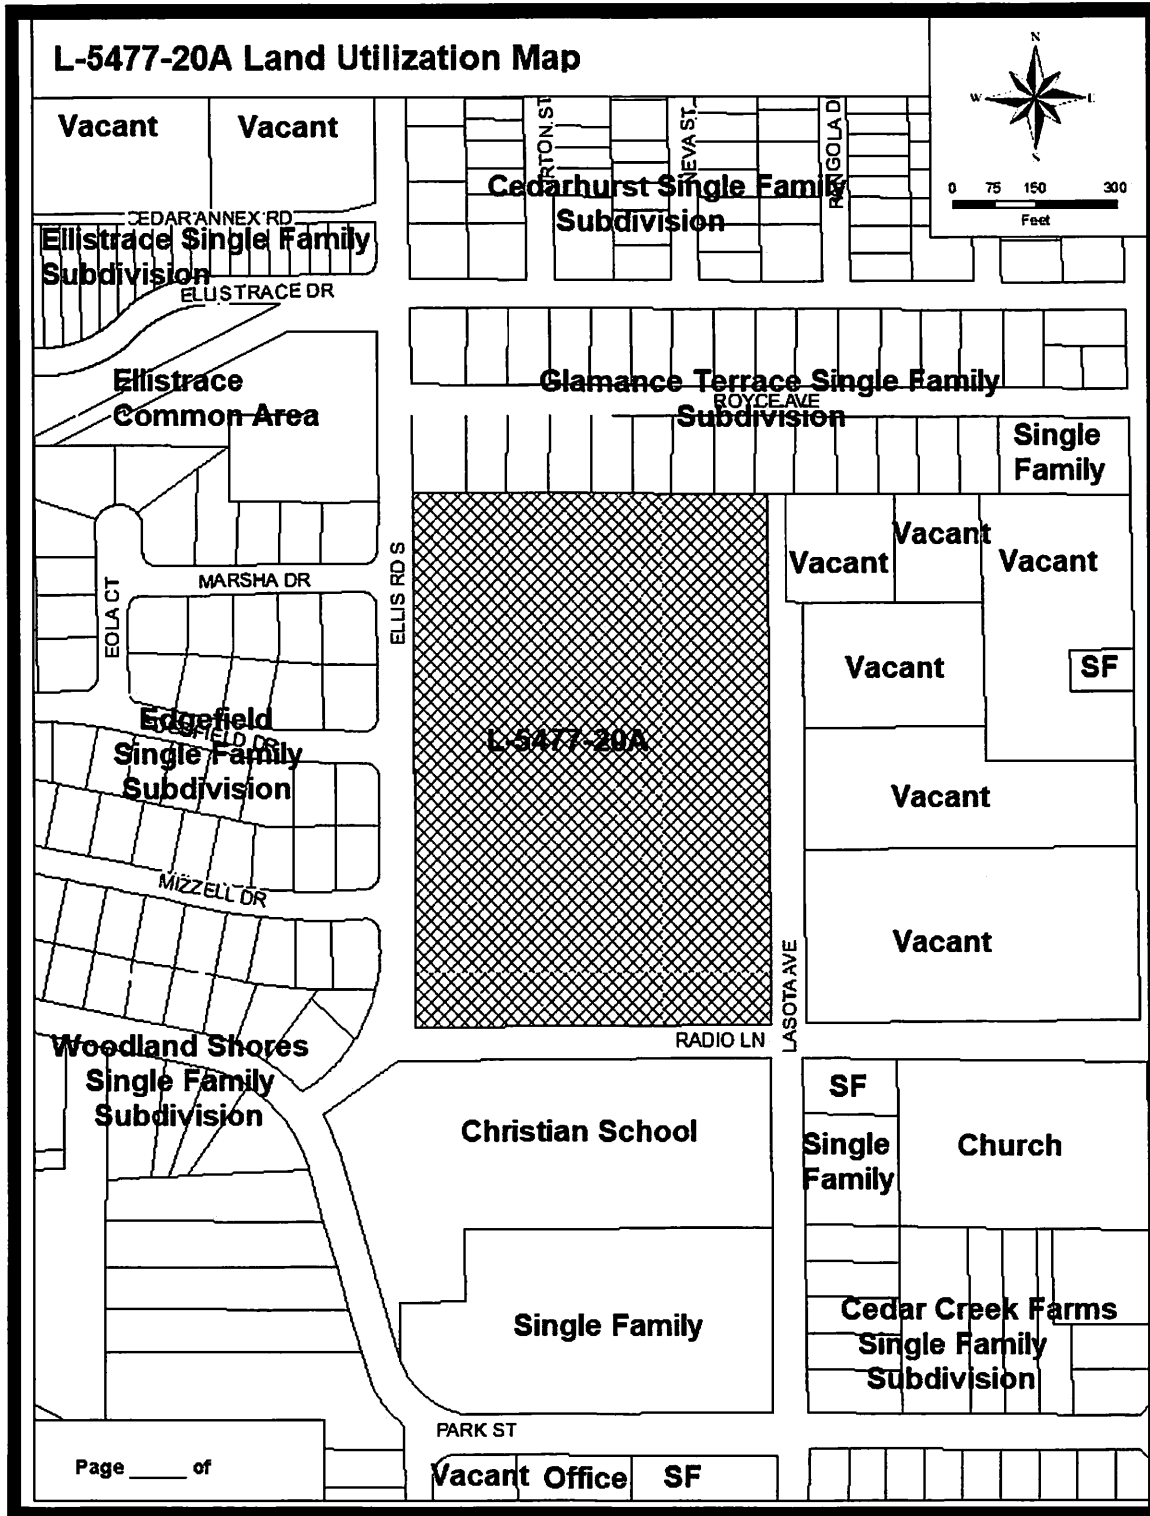 L-5477-20A Land Utilization Map
N
W
E
S
0 75 150 300
Feet
Vacant
Vacant
RTON ST
NEVA ST
Cedarhurst Single Family
Subdivision
CEDAR ANNEX RD
Ellistrace Single Family
Subdivision
ELLISTRACE DR
Ellistrace
Common Area
Glamance Terrace Single Family
ROYCE AVE
Subdivision
Single
Family
Vacant
Vacant
Vacant
ELLIS RD S
MARSHA DR
EOLA CT
Vacant
SF
Edgefield
Single Family
Subdivision
L-5477-20A
Vacant
MIZZELL DR
Vacant
LASOTA AVE
RADIO LN
Woodland Shores
Single Family
Subdivision
SF
Christian School
Single
Family
Church
Single Family
Cedar Creek Farms
Single Family
Subdivision
PARK ST
Page _____ of
Vacant
Office
SF